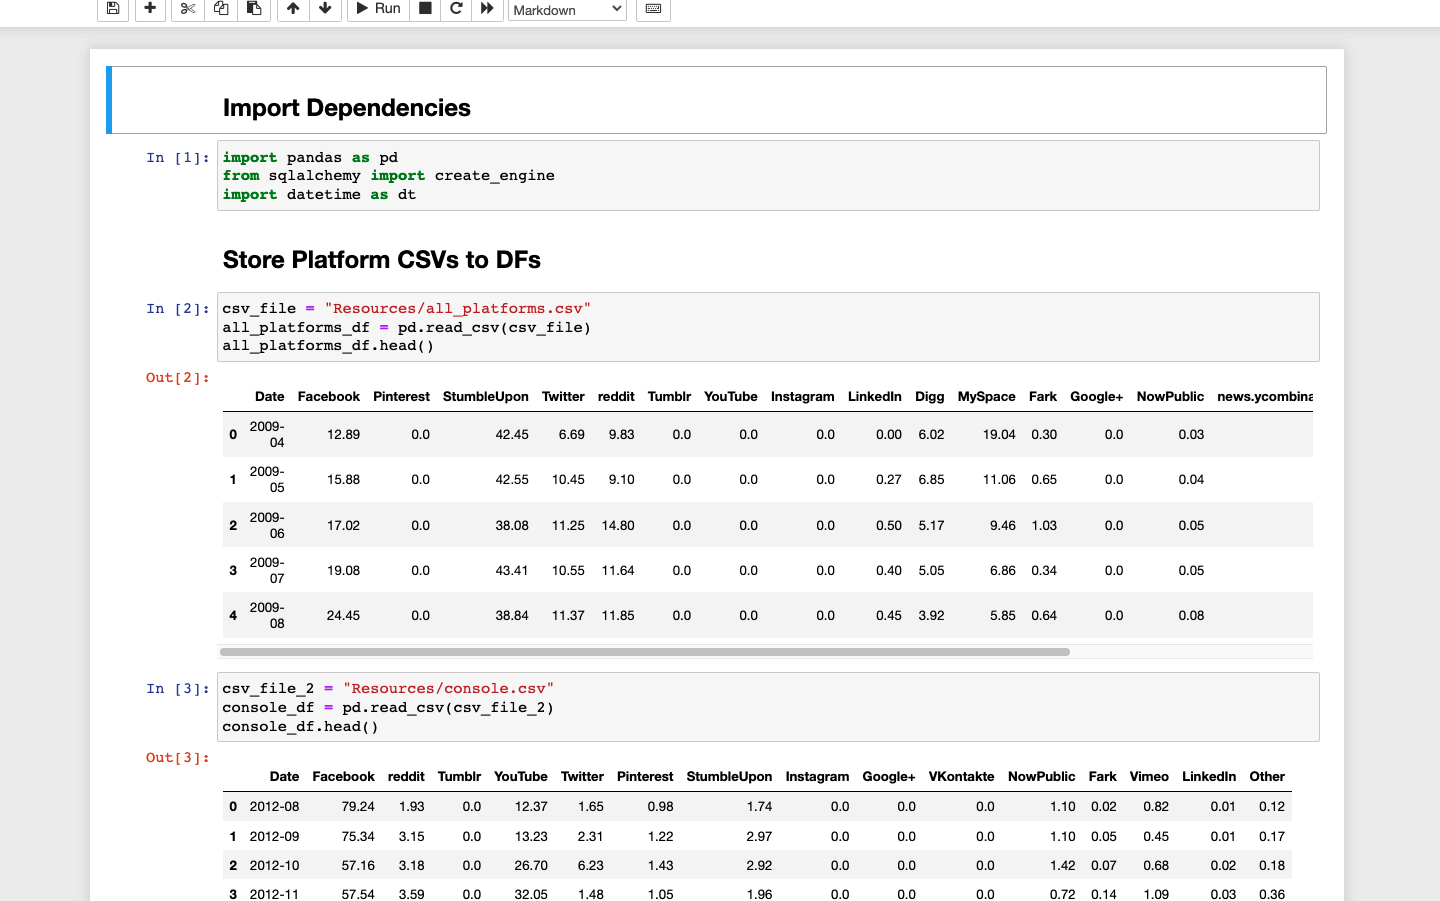 Run
Markdown
Import Dependencies
In [1]:
import pandas as pd
from sqlalchemy import create_engine
import datetime as dt
Store Platform CSVs to DFs
In [2]:
csv_file = "Resources/all_platforms.csv"
all_platforms_df = pd.read_csv(csv_file)
all_platforms_df.head()
Out[2]:
Date Facebook Pinterest StumbleUpon Twitter reddit Tumblr YouTube Instagram LinkedIn Digg MySpace Fark Google+ NowPublic news.ycombina
0 2009-04 12.89 0.0 42.45 6.69 9.83 0.0 0.0 0.0 0.00 6.02 19.04 0.30 0.0 0.03
1 2009-05 15.88 0.0 42.55 10.45 9.10 0.0 0.0 0.0 0.27 6.85 11.06 0.65 0.0 0.04
2 2009-06 17.02 0.0 38.08 11.25 14.80 0.0 0.0 0.0 0.50 5.17 9.46 1.03 0.0 0.05
3 2009-07 19.08 0.0 43.41 10.55 11.64 0.0 0.0 0.0 0.40 5.05 6.86 0.34 0.0 0.05
4 2009-08 24.45 0.0 38.84 11.37 11.85 0.0 0.0 0.0 0.45 3.92 5.85 0.64 0.0 0.08
In [3]:
csv_file_2 = "Resources/console.csv"
console_df = pd.read_csv(csv_file_2)
console_df.head()
Out[3]:
Date Facebook reddit Tumblr YouTube Twitter Pinterest StumbleUpon Instagram Google+ VKontakte NowPublic Fark Vimeo LinkedIn Other
0 2012-08 79.24 1.93 0.0 12.37 1.65 0.98 1.74 0.0 0.0 0.0 1.10 0.02 0.82 0.01 0.12
1 2012-09 75.34 3.15 0.0 13.23 2.31 1.22 2.97 0.0 0.0 0.0 1.10 0.05 0.45 0.01 0.17
2 2012-10 57.16 3.18 0.0 26.70 6.23 1.43 2.92 0.0 0.0 0.0 1.42 0.07 0.68 0.02 0.18
3 2012-11 57.54 3.59 0.0 32.05 1.48 1.05 1.96 0.0 0.0 0.0 0.72 0.14 1.09 0.03 0.36